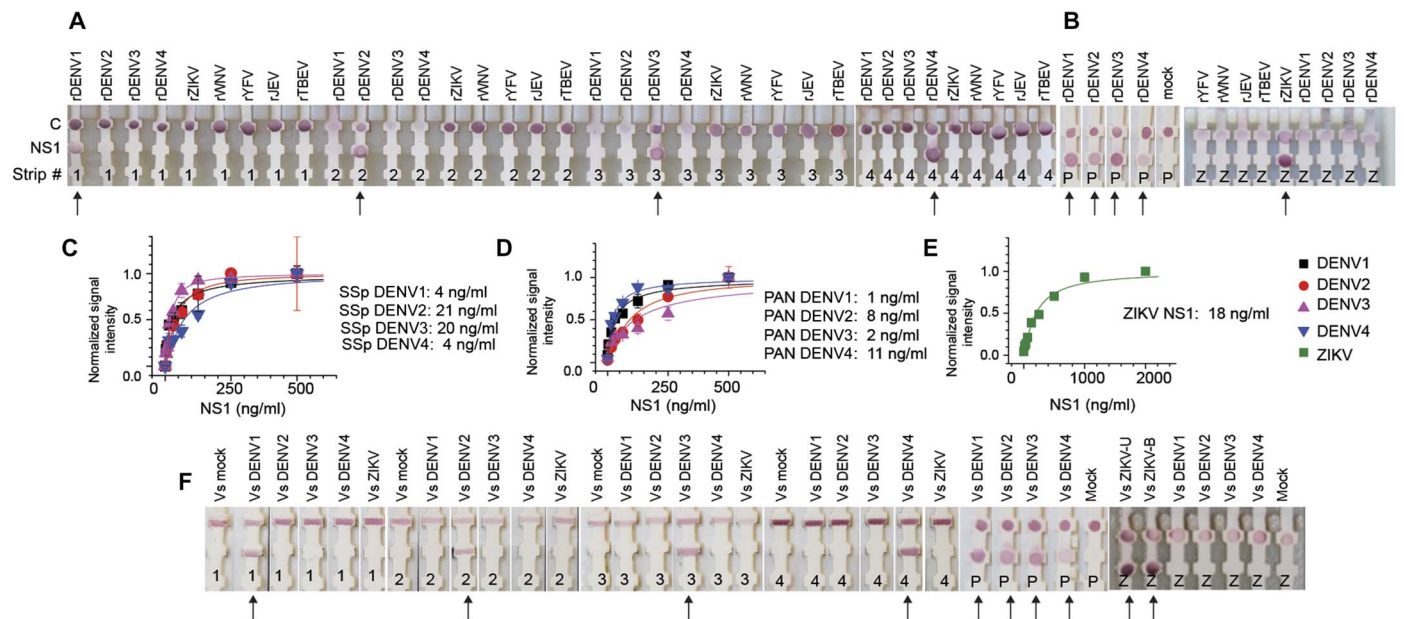 A
B
rDENV1 rDENV2 rDENV3 rDENV4 rZIKV rWNV rYFV rJEV rTBEV rDENV1 rDENV2 rDENV3 rDENV4 rZIKV rWNV rYFV rJEV rTBEV rDENV1 rDENV2 rDENV3 rDENV4 rZIKV rWNV rYFV rJEV rTBEV rDENV1 rDENV2 rDENV3 rDENV4 rZIKV rWNV rYFV rJEV rTBEV rDENV1 rDENV2 rDENV3 rDENV4 mock rYFV rWNV rJEV rTBEV rZIKV rDENV1 rDENV2 rDENV3 rDENV4
C
NS1
Strip # 1 1 1 1 1 1 1 1 1 2 2 2 2 2 2 2 2 2 3 3 3 3 3 3 3 3 3 4 4 4 4 4 4 4 4 4 P P P P P Z Z Z Z Z Z Z Z Z
C
Normalized signal
intensity
1.0
0.5
0.0
0 250 500
NS1 (ng/ml)
SSp DENV1: 4 ng/ml
SSp DENV2: 21 ng/ml
SSp DENV3: 20 ng/ml
SSp DENV4: 4 ng/ml
D
Normalized signal
intensity
1.0
0.5
0.0
0 250 500
NS1 (ng/ml)
PAN DENV1: 1 ng/ml
PAN DENV2: 8 ng/ml
PAN DENV3: 2 ng/ml
PAN DENV4: 11 ng/ml
E
Normalized signal
intensity
1.0
0.5
0.0
0 1000 2000
NS1 (ng/ml)
ZIKV NS1: 18 ng/ml
DENV1
DENV2
DENV3
DENV4
ZIKV
F
Vs mock Vs DENV1 Vs DENV2 Vs DENV3 Vs DENV4 Vs ZIKV Vs mock Vs DENV1 Vs DENV2 Vs DENV3 Vs DENV4 Vs ZIKV Vs mock Vs DENV1 Vs DENV2 Vs DENV3 Vs DENV4 Vs ZIKV Vs mock Vs DENV1 Vs DENV2 Vs DENV3 Vs DENV4 Vs ZIKV Vs DENV1 Vs DENV2 Vs DENV3 Vs DENV4 Mock Vs ZIKV-U Vs ZIKV-B Vs DENV1 Vs DENV2 Vs DENV3 Vs DENV4 Mock
1 1 1 1 1 1 2 2 2 2 2 2 3 3 3 3 3 3 4 4 4 4 4 4 P P P P P Z Z Z Z Z Z Z